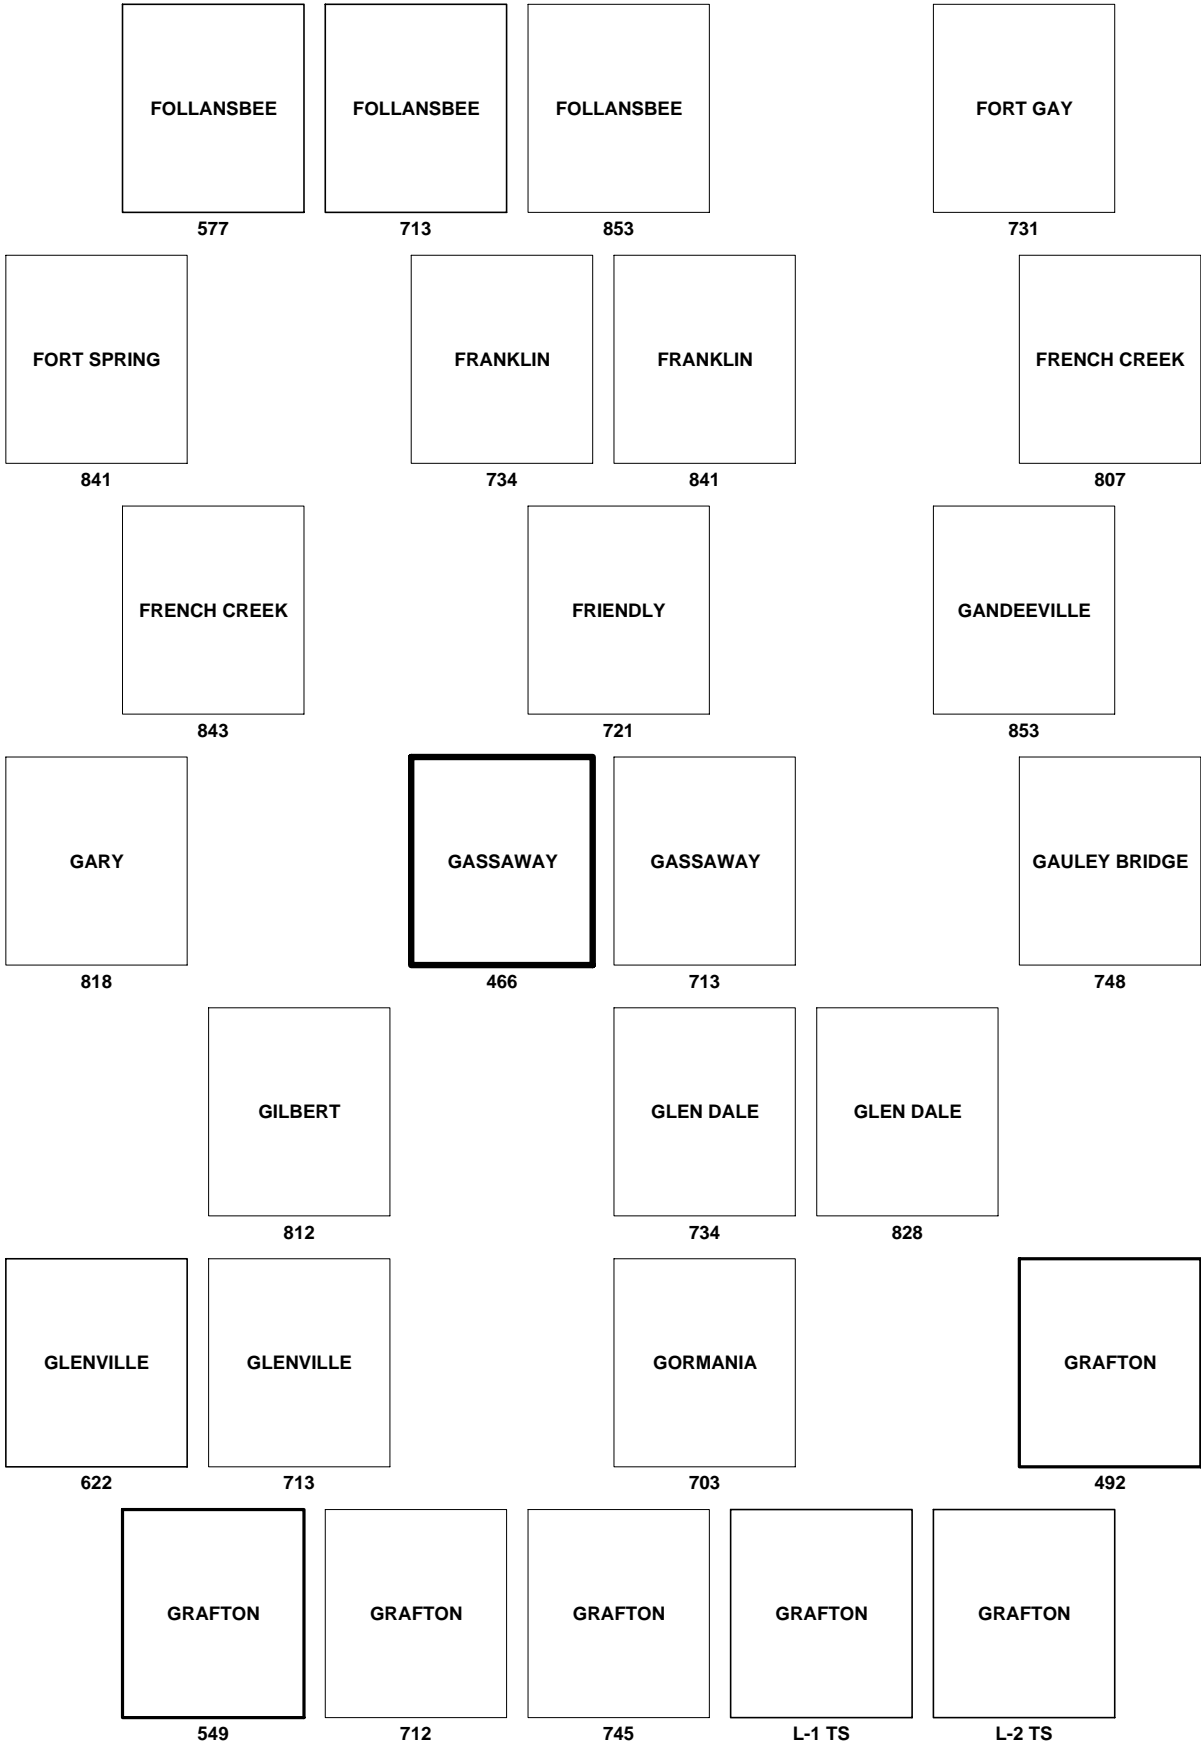 FOLLANSBEE FOLLANSBEE FOLLANSBEE FORT GAY
577 713 853 731
FORT SPRING FRANKLIN FRANKLIN FRENCH CREEK
841 734 841 807
FRENCH CREEK FRIENDLY GANDEEVILLE
843 721 853
GARY GASSAWAY GASSAWAY GAULEY BRIDGE
818 466 713 748
GILBERT GLEN DALE GLEN DALE
812 734 828
GLENVILLE GLENVILLE GORMANIA GRAFTON
622 713 703 492
GRAFTON GRAFTON GRAFTON GRAFTON GRAFTON
549 712 745 L-1 TS L-2 TS